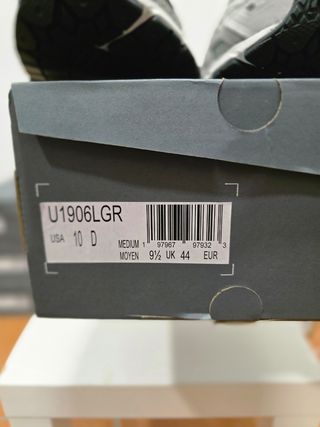 U1906LGR
USA 10 D MEDIUM 1 97967 97932 3
MOYEN 9½ UK 44 EUR